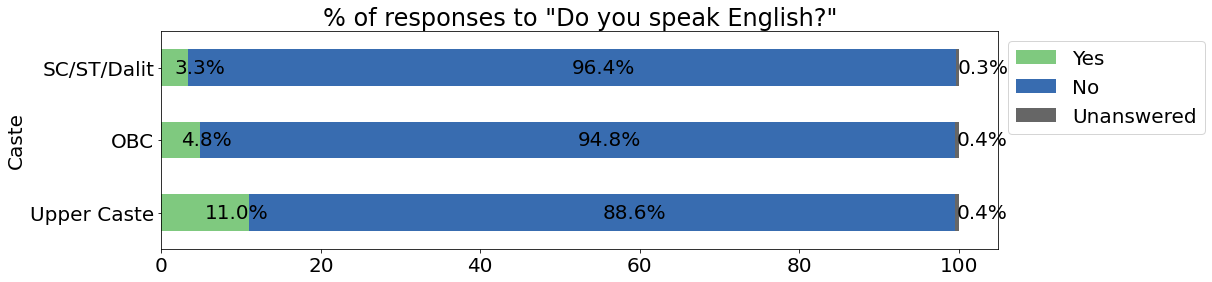 % of responses to "Do you speak English?"
Caste
SC/ST/Dalit 3.3% 96.4% 0.3%
OBC 4.8% 94.8% 0.4%
Upper Caste 11.0% 88.6% 0.4%
0 20 40 60 80 100
Yes
No
Unanswered